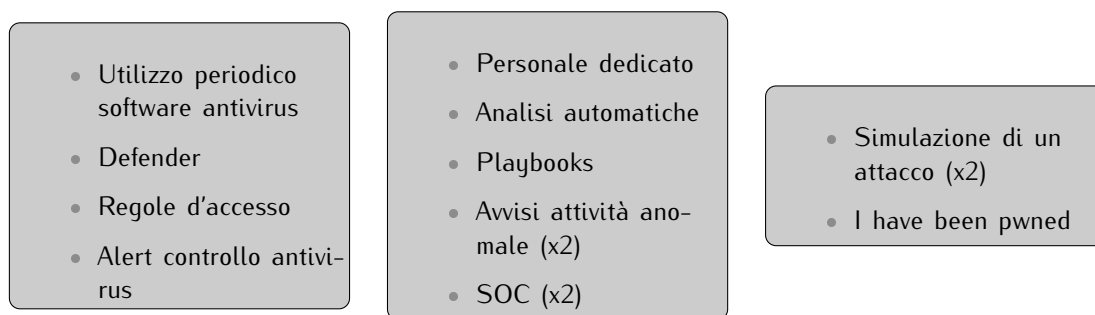 Utilizzo periodico
software antivirus
Defender
Regole d'accesso
Alert controllo antivi-
rus
Personale dedicato
Analisi automatiche
Playbooks
Avvisi attività ano-
male (x2)
SOC (x2)
Simulazione di un
attacco (x2)
I have been pwned